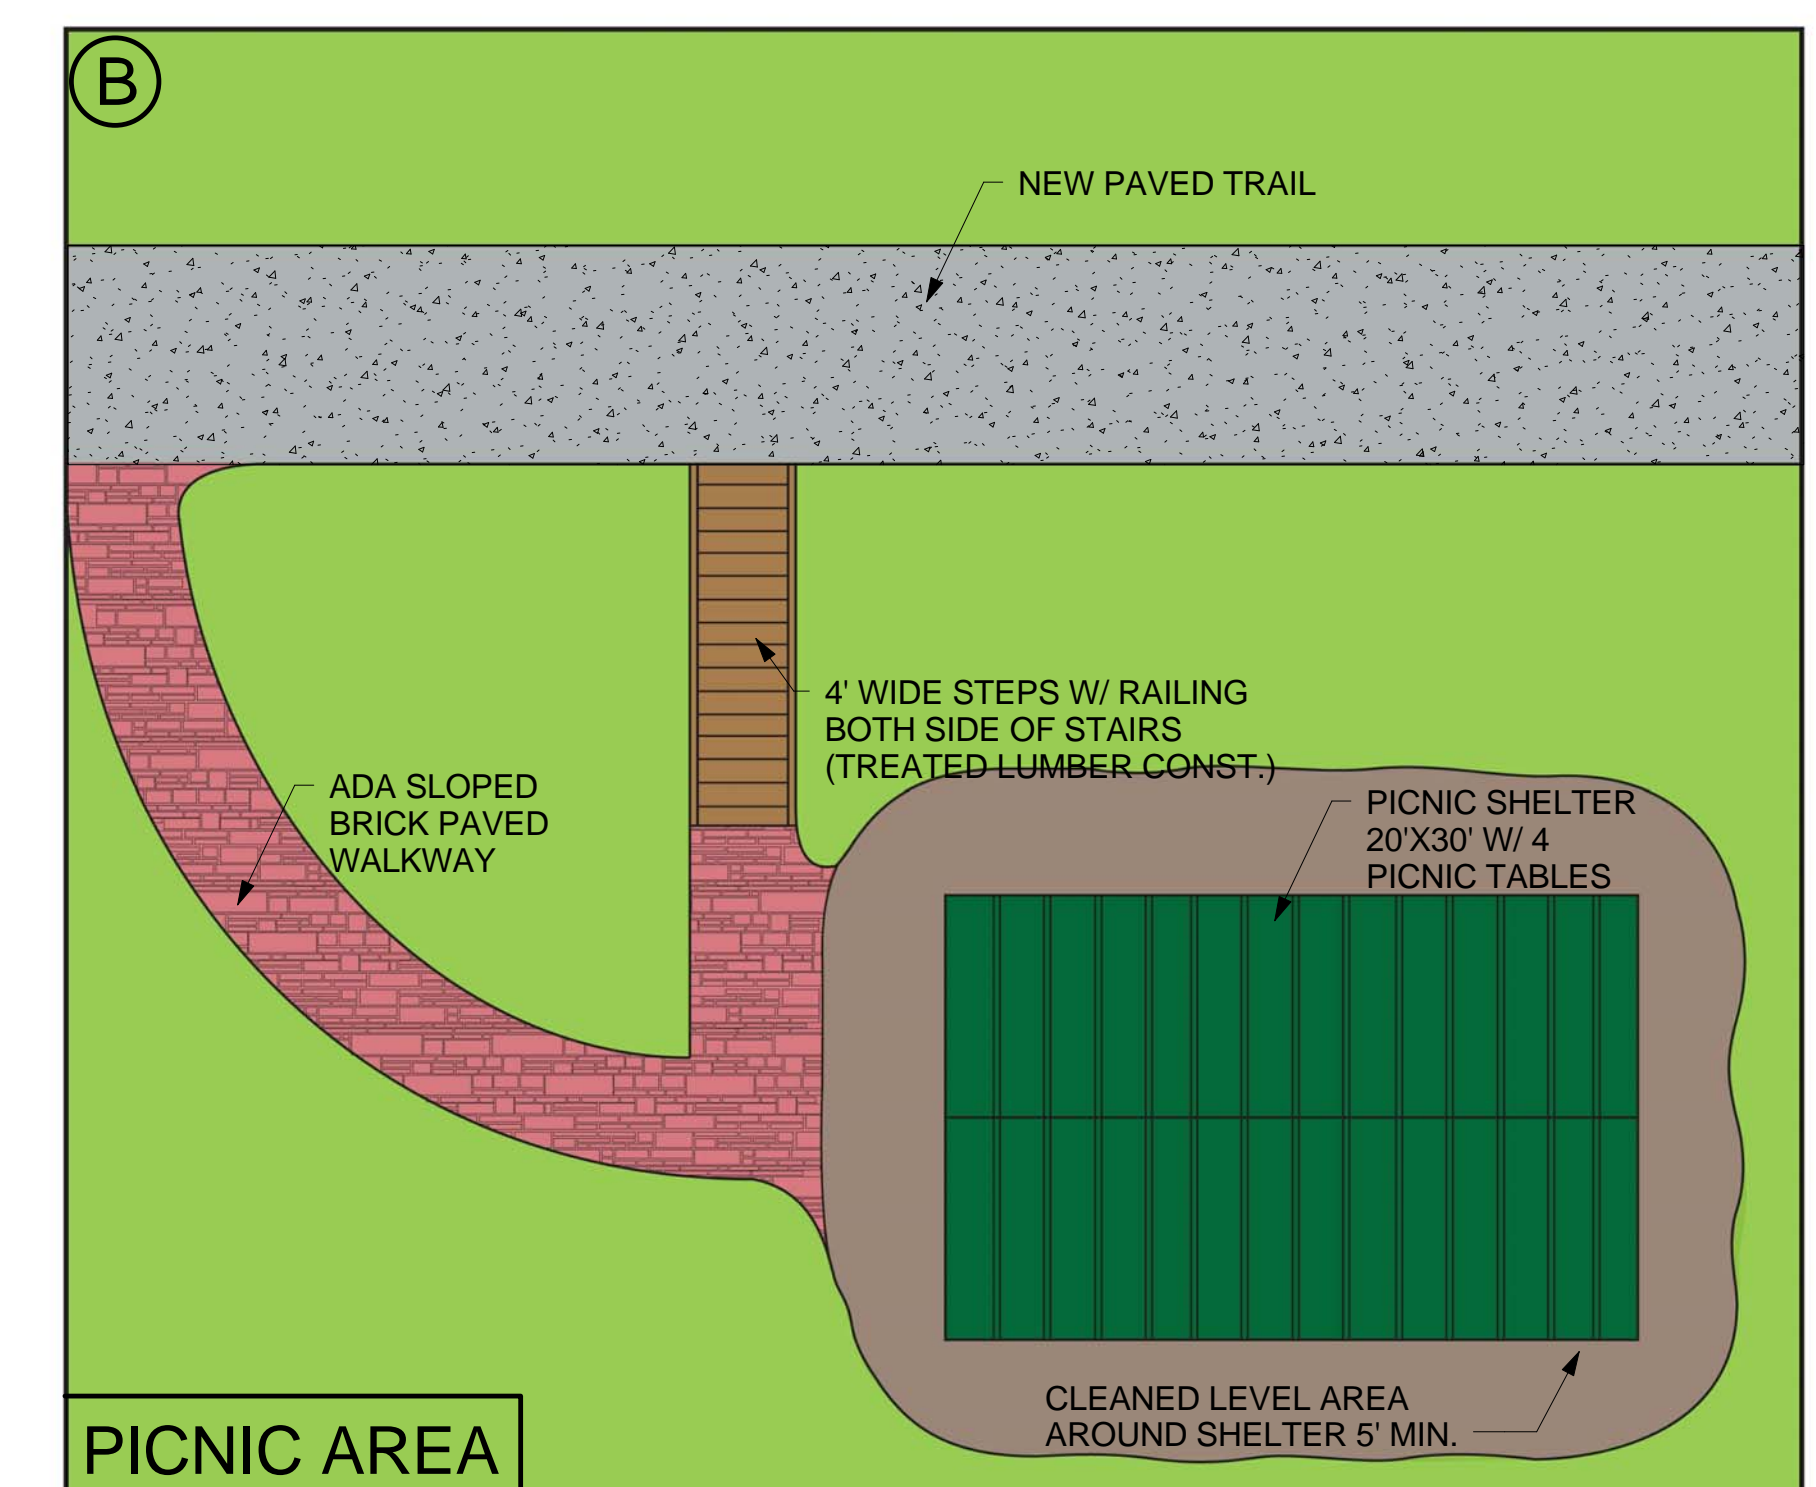 B
NEW PAVED TRAIL
4' WIDE STEPS W/ RAILING
BOTH SIDE OF STAIRS
(TREATED LUMBER CONST.)
ADA SLOPED
BRICK PAVED
WALKWAY
PICNIC SHELTER
20'X30' W/ 4
PICNIC TABLES
CLEANED LEVEL AREA
AROUND SHELTER 5' MIN.
PICNIC AREA